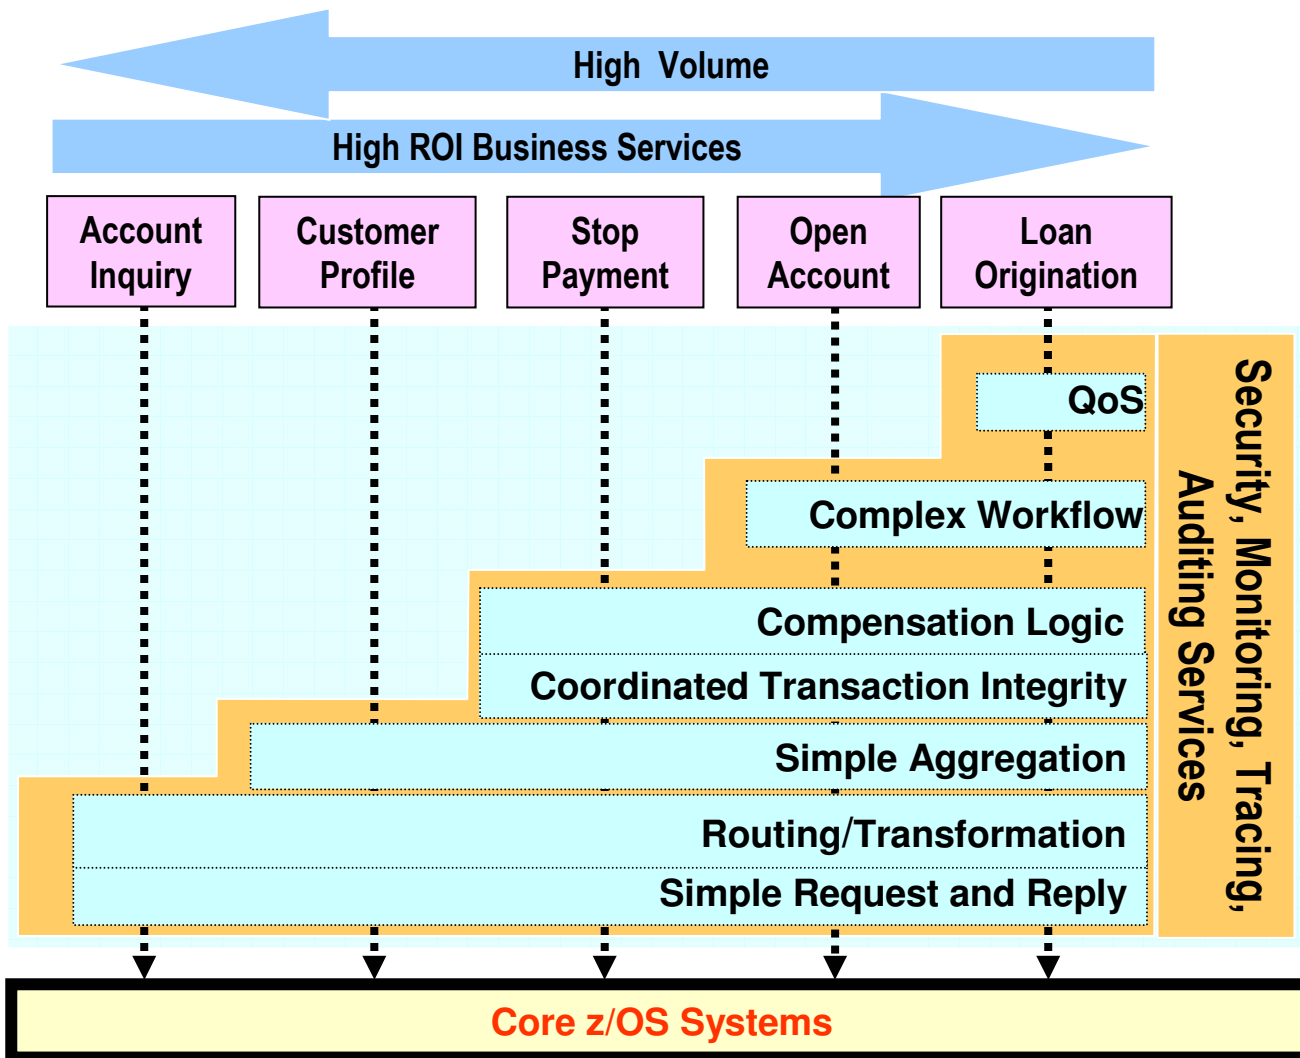 High Volume
High ROI Business Services
Account
Inquiry
Customer
Profile
Stop
Payment
Open
Account
Loan
Origination
QoS
Complex Workflow
Compensation Logic
Coordinated Transaction Integrity
Simple Aggregation
Routing/Transformation
Simple Request and Reply
Security, Monitoring, Tracing,
Auditing Services
Core z/OS Systems